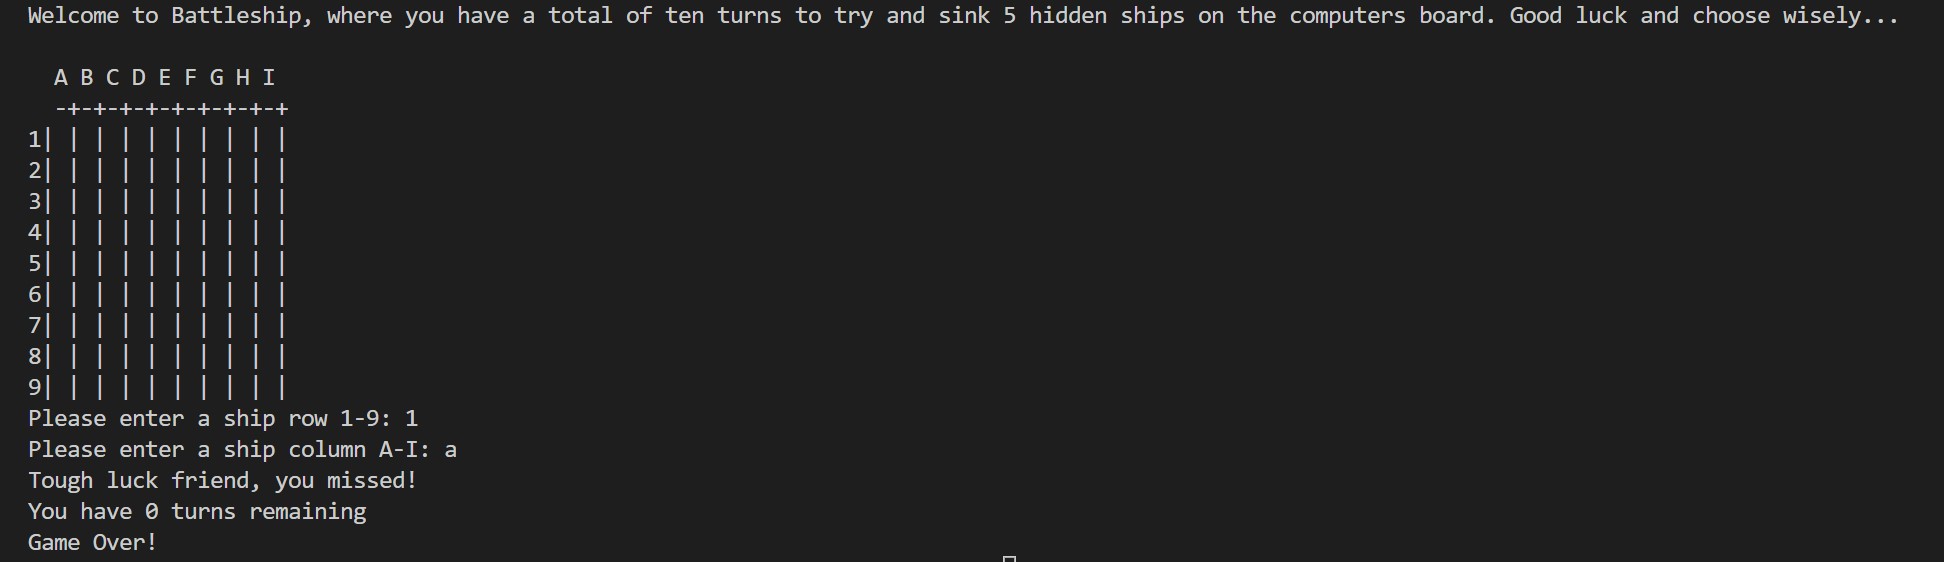 Welcome to Battleship, where you have a total of ten turns to try and sink 5 hidden ships on the computers board. Good luck and choose wisely...
  A B C D E F G H I
  -+-+-+-+-+-+-+-+-+
1| | | | | | | | | |
2| | | | | | | | | |
3| | | | | | | | | |
4| | | | | | | | | |
5| | | | | | | | | |
6| | | | | | | | | |
7| | | | | | | | | |
8| | | | | | | | | |
9| | | | | | | | | |
Please enter a ship row 1-9: 1
Please enter a ship column A-I: a
Tough luck friend, you missed!
You have 0 turns remaining
Game Over!